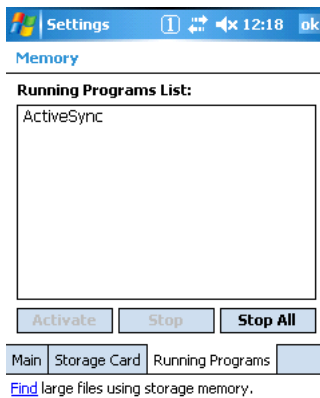 Settings 1 12:18 ok
Memory
Running Programs List:
ActiveSync
Activate Stop Stop All
Main Storage Card Running Programs
Find large files using storage memory.